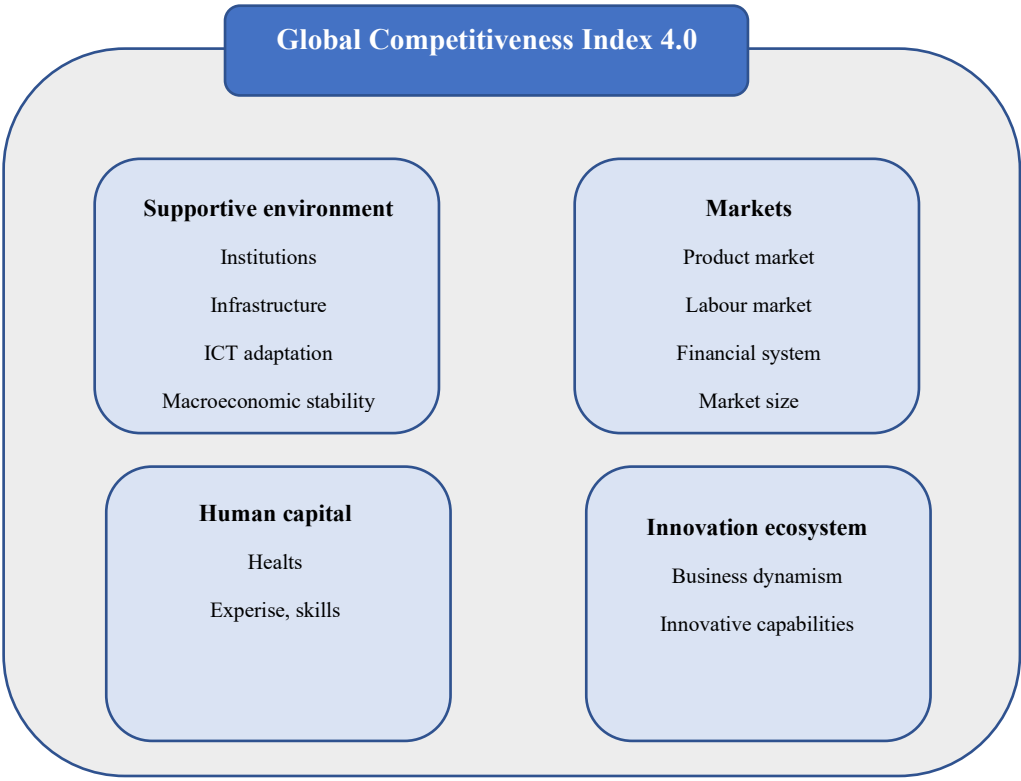 Global Competitiveness Index 4.0
Supportive environment
Institutions
Infrastructure
ICT adaptation
Macroeconomic stability
Markets
Product market
Labour market
Financial system
Market size
Human capital
Healts
Experise, skills
Innovation ecosystem
Business dynamism
Innovative capabilities